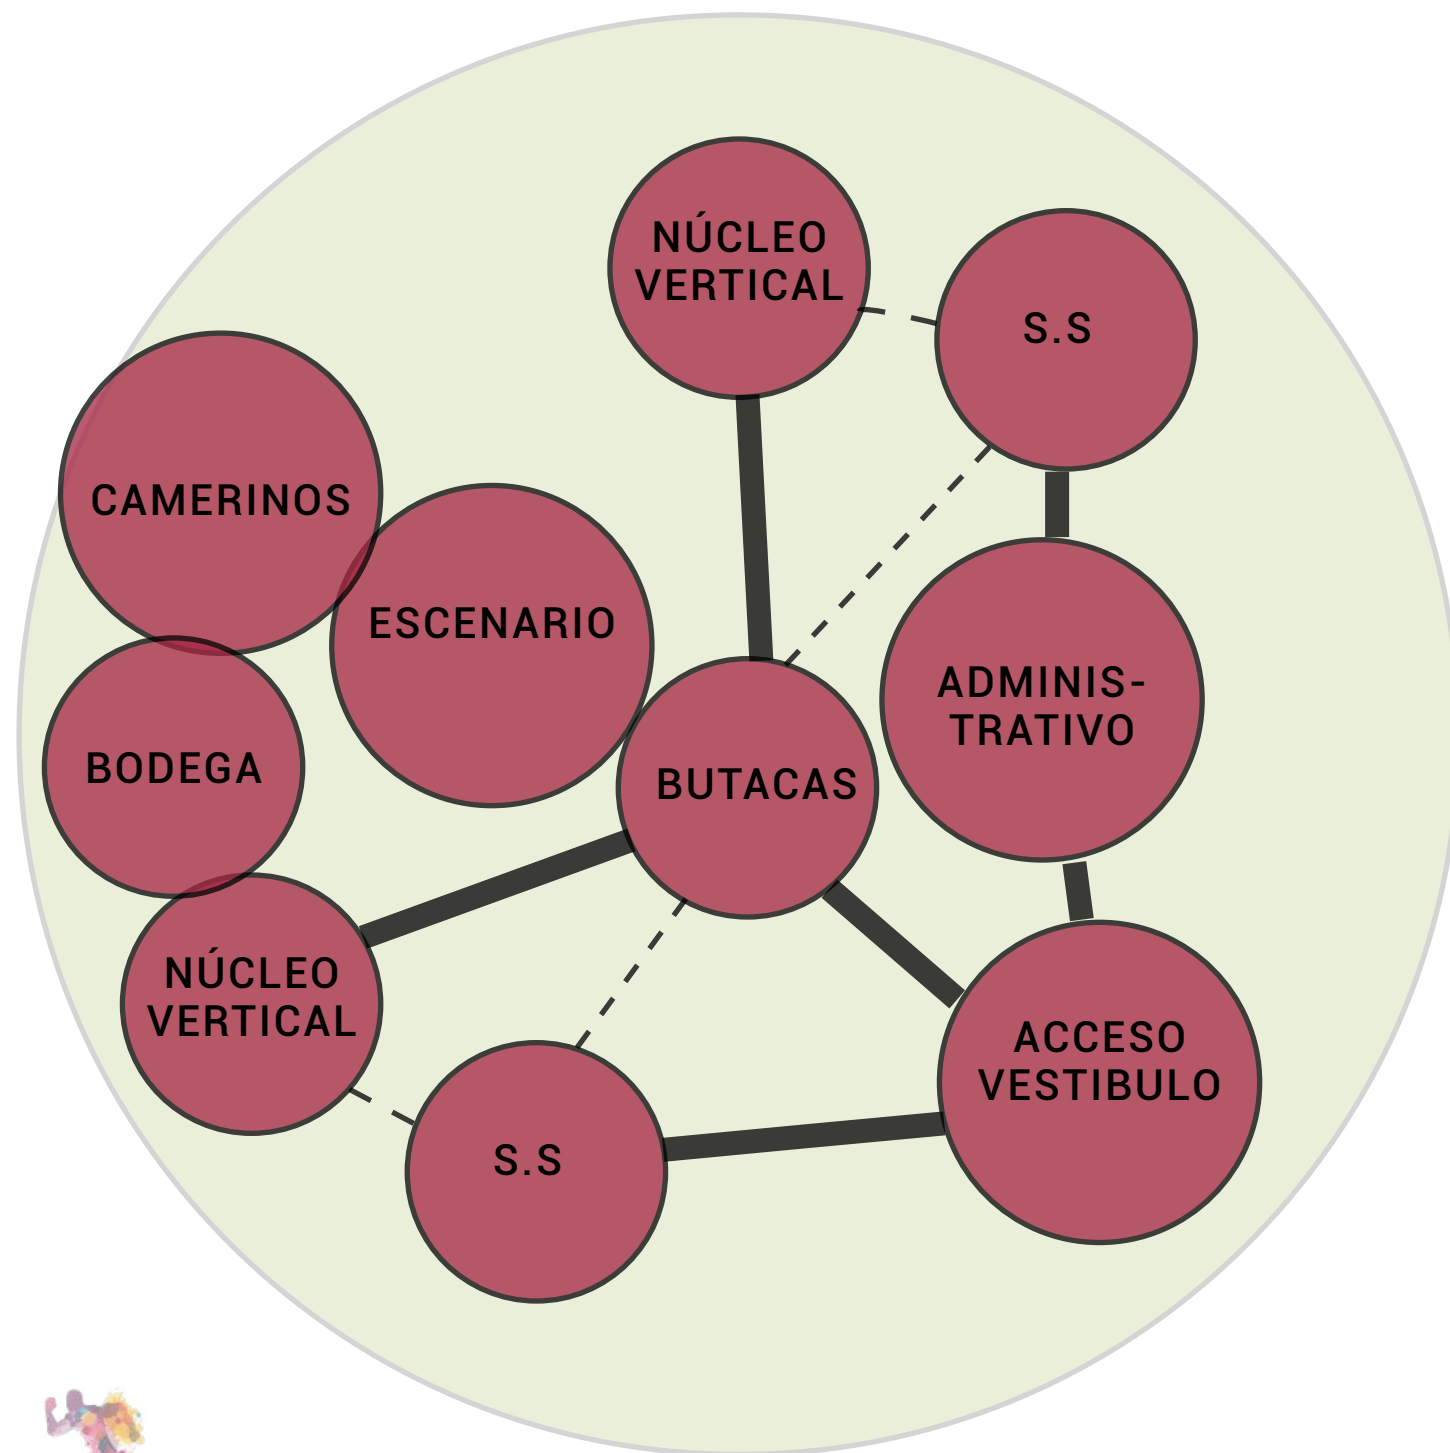 NÚCLEO
VERTICAL
S.S
CAMERINOS
ESCENARIO
ADMINIS-
TRATIVO
BODEGA
BUTACAS
NÚCLEO
VERTICAL
ACCESO
VESTIBULO
S.S